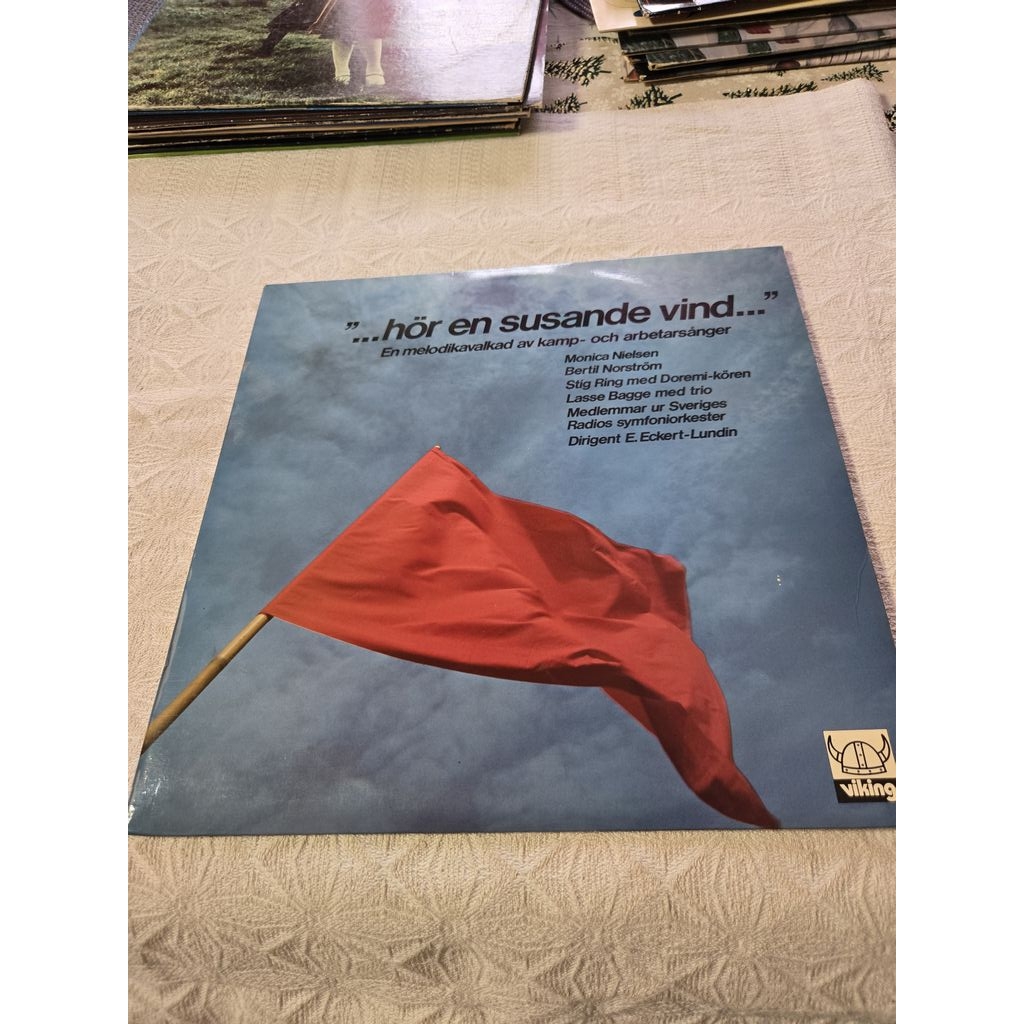 "...hör en susande vind..."
En melodikavalkad av kamp- och arbetarsånger
Monica Nielsen
Bertil Norström
Stig Ring med Doremi-kören
Lasse Bagge med trio
Medlemmar ur Sveriges
Radios symfoniorkester
Dirigent E. Eckert-Lundin
viking